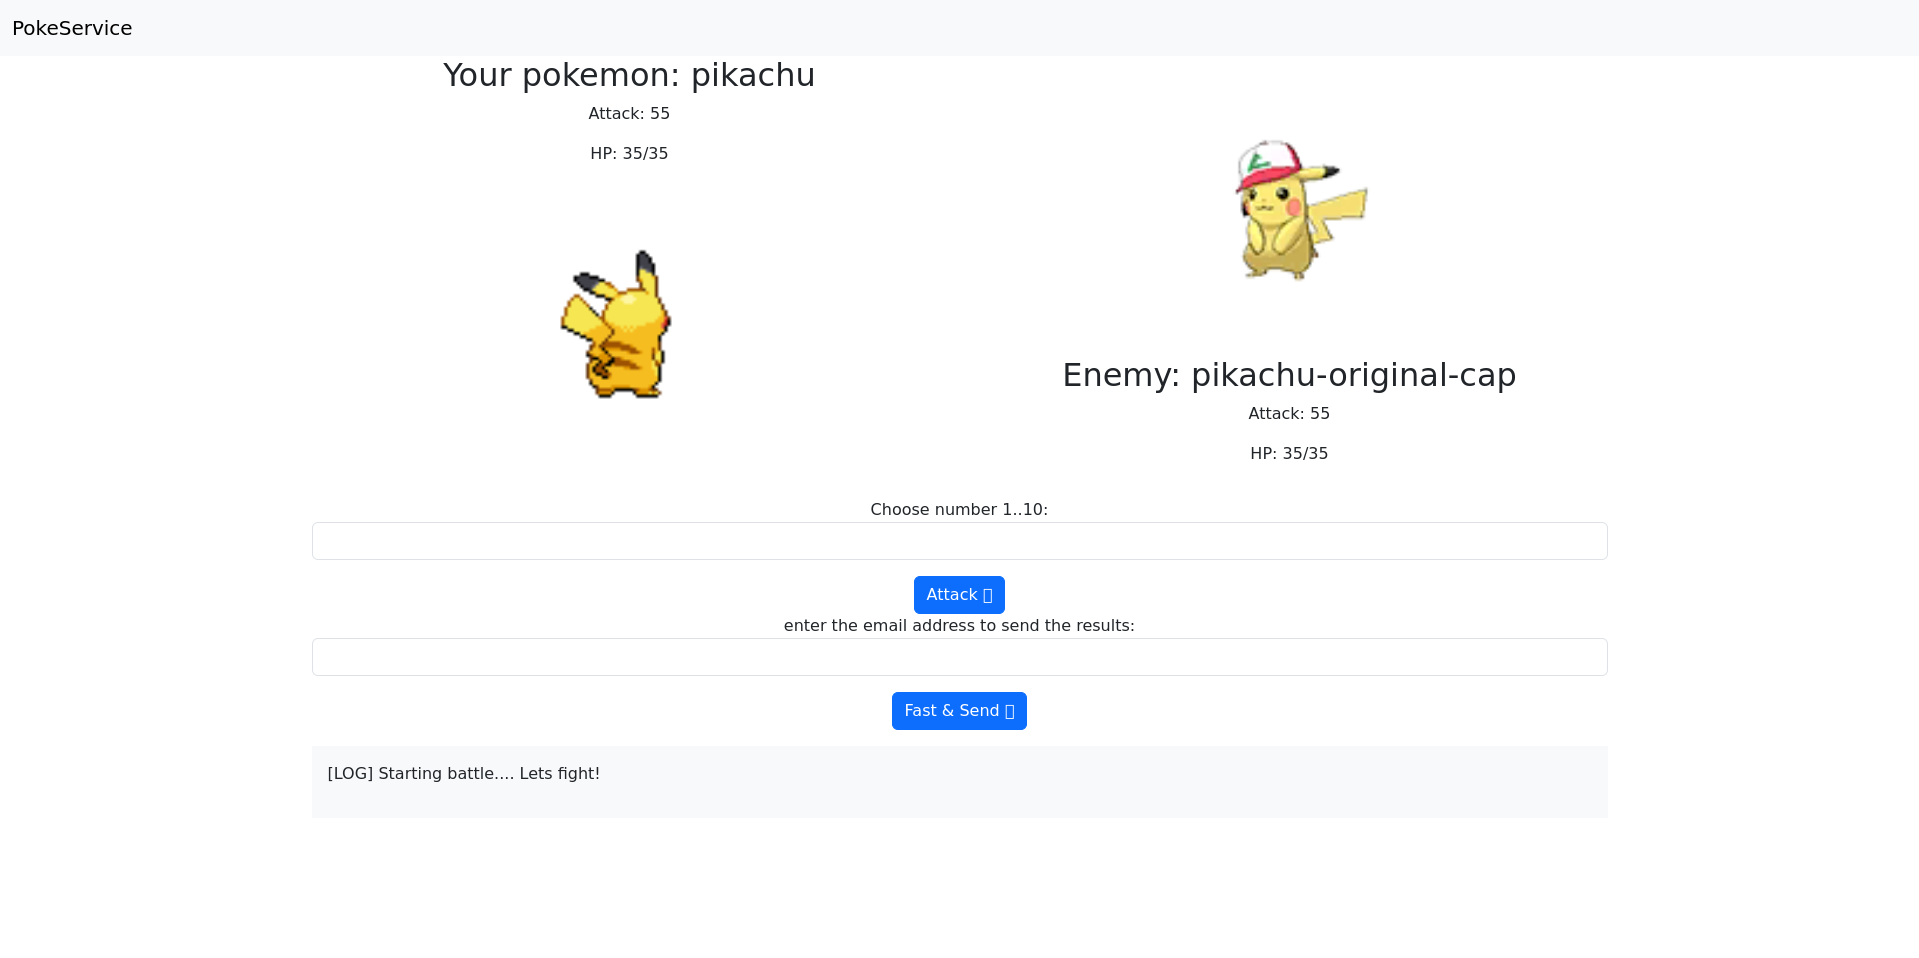 PokeService
Your pokemon: pikachu
Attack: 55
HP: 35/35
Enemy: pikachu-original-cap
Attack: 55
HP: 35/35
Choose number 1..10:
Attack
enter the email address to send the results:
Fast & Send
[LOG] Starting battle.... Lets fight!